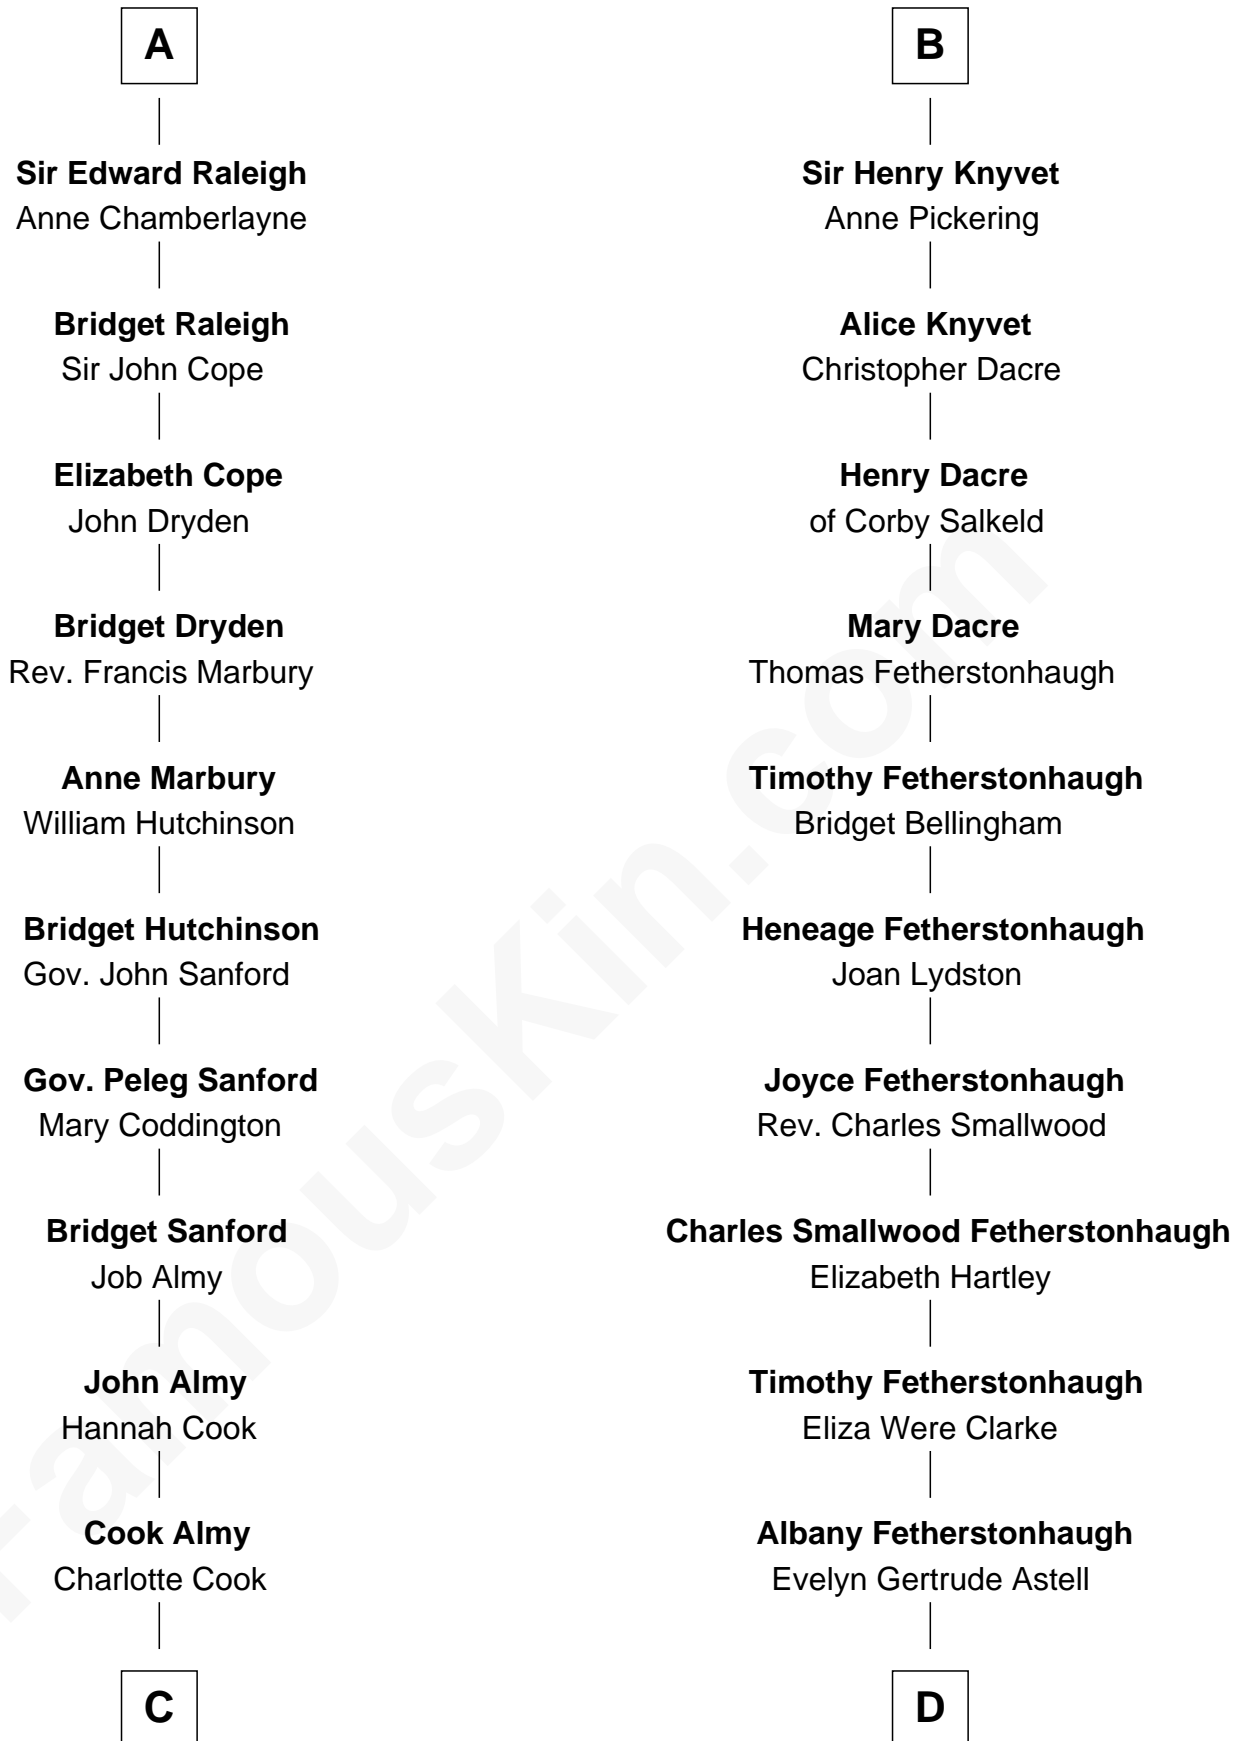 A
Sir Edward Raleigh
Anne Chamberlayne
Bridget Raleigh
Sir John Cope
Elizabeth Cope
John Dryden
Bridget Dryden
Rev. Francis Marbury
Anne Marbury
William Hutchinson
Bridget Hutchinson
Gov. John Sanford
Gov. Peleg Sanford
Mary Coddington
Bridget Sanford
Job Almy
John Almy
Hannah Cook
Cook Almy
Charlotte Cook
C
B
Sir Henry Knyvet
Anne Pickering
Alice Knyvet
Christopher Dacre
Henry Dacre
of Corby Salkeld
Mary Dacre
Thomas Fetherstonhaugh
Timothy Fetherstonhaugh
Bridget Bellingham
Heneage Fetherstonhaugh
Joan Lydston
Joyce Fetherstonhaugh
Rev. Charles Smallwood
Charles Smallwood Fetherstonhaugh
Elizabeth Hartley
Timothy Fetherstonhaugh
Eliza Were Clarke
Albany Fetherstonhaugh
Evelyn Gertrude Astell
D
FamousKin.com